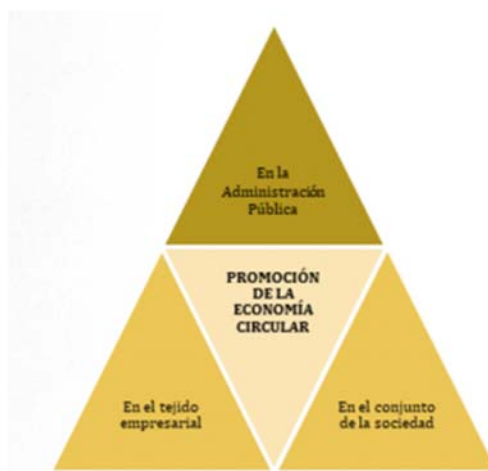 En la
Administración
Pública
PROMOCIÓN
DE LA
ECONOMÍA
CIRCULAR
En el tejido
empresarial
En el conjunto
de la sociedad